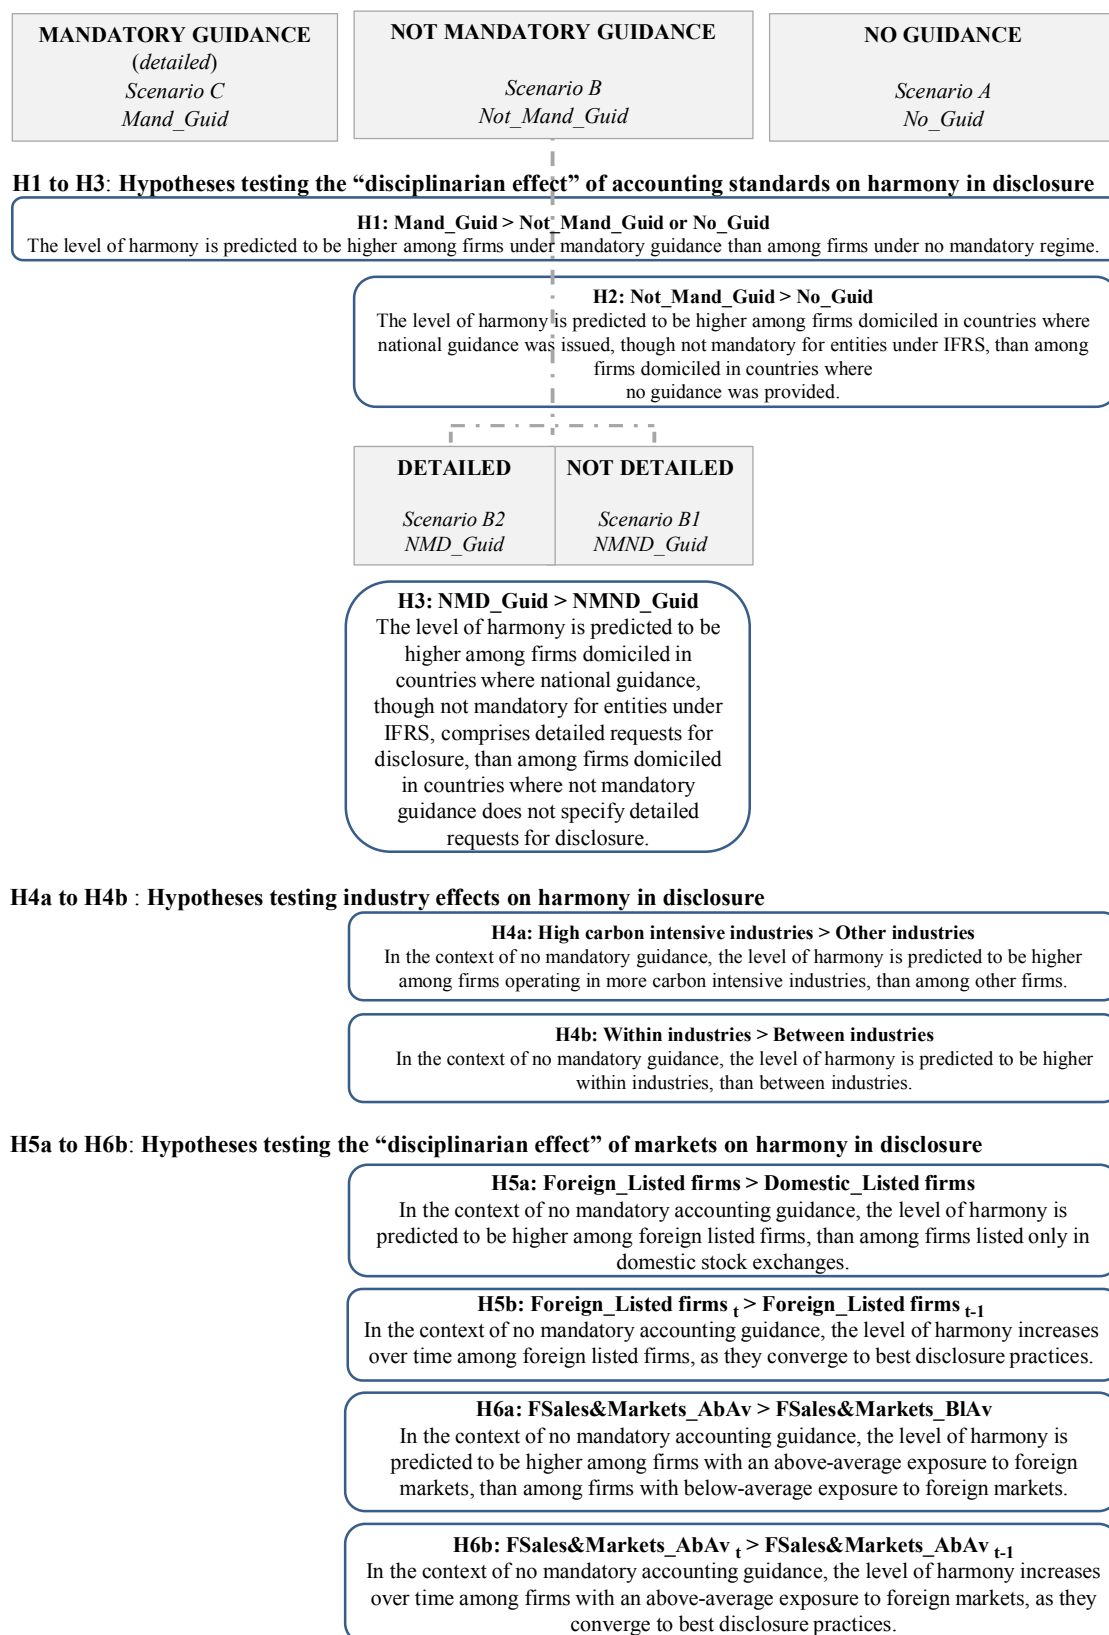 MANDATORY GUIDANCE
(detailed)
Scenario C
Mand_Guid
NOT MANDATORY GUIDANCE
Scenario B
Not_Mand_Guid
NO GUIDANCE
Scenario A
No_Guid
H1 to H3: Hypotheses testing the “disciplinarian effect” of accounting standards on harmony in disclosure
H1: Mand_Guid > Not_Mand_Guid or No_Guid
The level of harmony is predicted to be higher among firms under mandatory guidance than among firms under no mandatory regime.
H2: Not_Mand_Guid > No_Guid
The level of harmony is predicted to be higher among firms domiciled in countries where
national guidance was issued, though not mandatory for entities under IFRS, than among
firms domiciled in countries where
no guidance was provided.
DETAILED
Scenario B2
NMD_Guid
NOT DETAILED
Scenario B1
NMND_Guid
H3: NMD_Guid > NMND_Guid
The level of harmony is predicted to be
higher among firms domiciled in
countries where national guidance,
though not mandatory for entities under
IFRS, comprises detailed requests for
disclosure, than among firms domiciled
in countries where not mandatory
guidance does not specify detailed
requests for disclosure.
H4a to H4b : Hypotheses testing industry effects on harmony in disclosure
H4a: High carbon intensive industries > Other industries
In the context of no mandatory guidance, the level of harmony is predicted to be higher
among firms operating in more carbon intensive industries, than among other firms.
H4b: Within industries > Between industries
In the context of no mandatory guidance, the level of harmony is predicted to be higher
within industries, than between industries.
H5a to H6b: Hypotheses testing the “disciplinarian effect” of markets on harmony in disclosure
H5a: Foreign_Listed firms > Domestic_Listed firms
In the context of no mandatory accounting guidance, the level of harmony is
predicted to be higher among foreign listed firms, than among firms listed only in
domestic stock exchanges.
H5b: Foreign_Listed firms t > Foreign_Listed firms t-1
In the context of no mandatory accounting guidance, the level of harmony increases
over time among foreign listed firms, as they converge to best disclosure practices.
H6a: FSales&Markets_AbAv > FSales&Markets_BlAv
In the context of no mandatory accounting guidance, the level of harmony is
predicted to be higher among firms with an above-average exposure to foreign
markets, than among firms with below-average exposure to foreign markets.
H6b: FSales&Markets_AbAv t > FSales&Markets_AbAv t-1
In the context of no mandatory accounting guidance, the level of harmony increases
over time among firms with an above-average exposure to foreign markets, as they
converge to best disclosure practices.